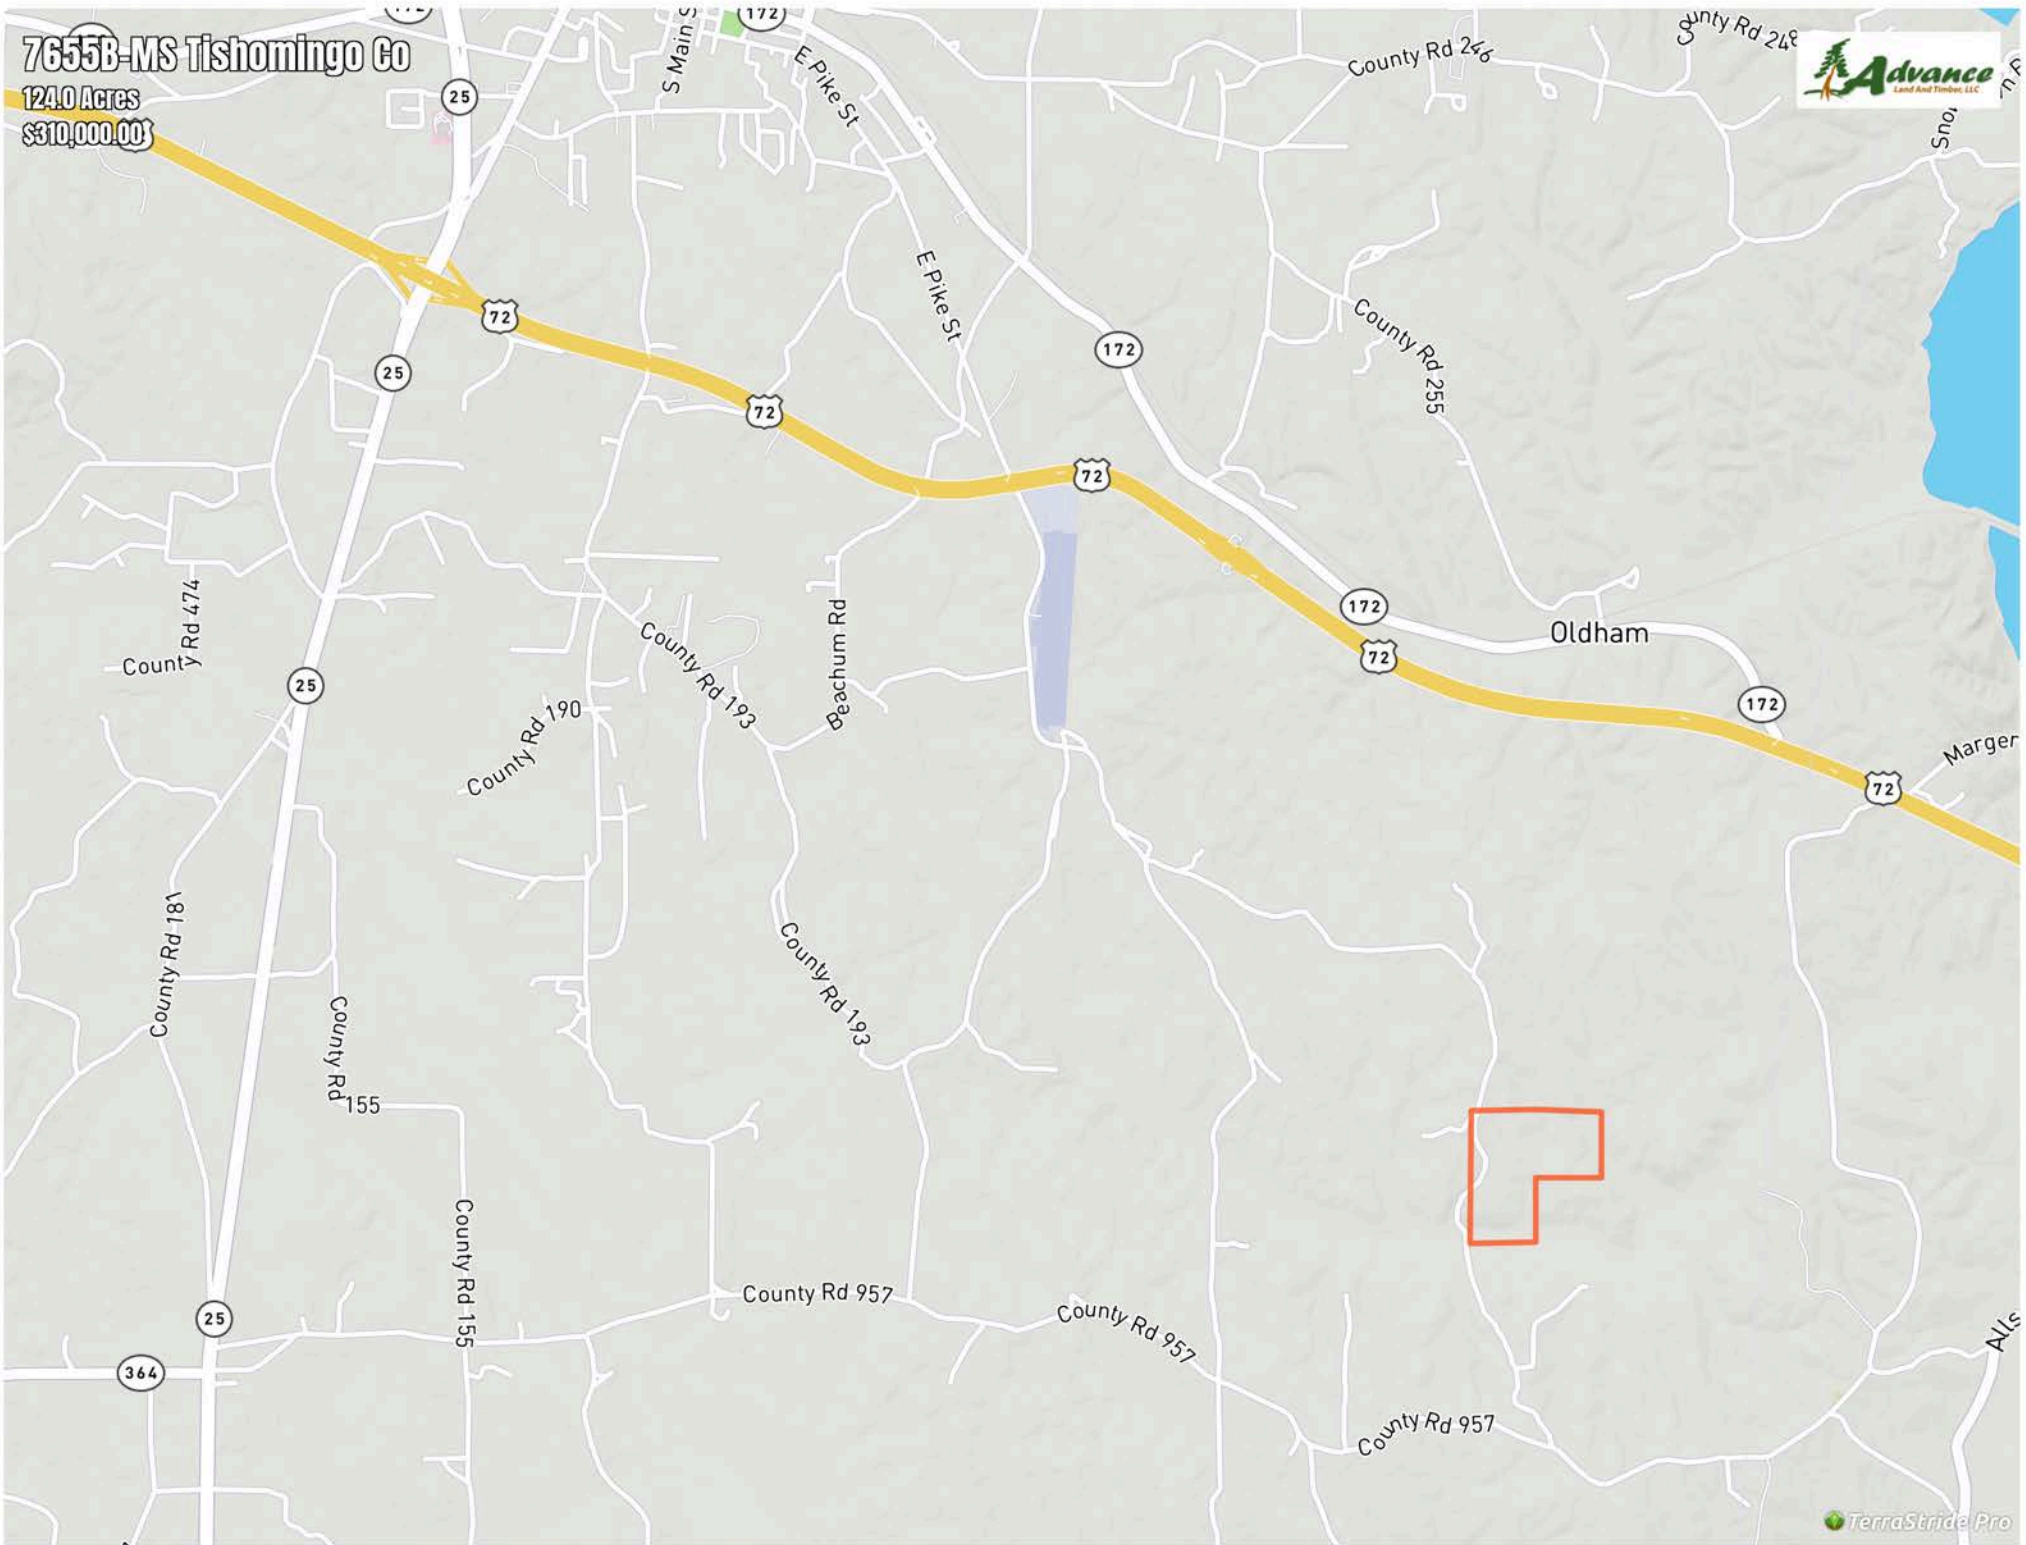 7655B-MS Tishomingo Co
124.0 Acres
$310,000.00
172
172
S Main S
E Pike St
County Rd 246
County Rd 248
Advance
Land And Timber, LLC
25
E Pike St
72
172
County Rd 255
25
72
72
County Rd 474
Beachum Rd
172
Oldham
County Rd 193
72
25
County Rd 190
172
Marger
72
County Rd 181
County Rd 193
County Rd 155
County Rd 155
County Rd 957
County Rd 957
25
364
County Rd 957
Alls
TerraStride Pro